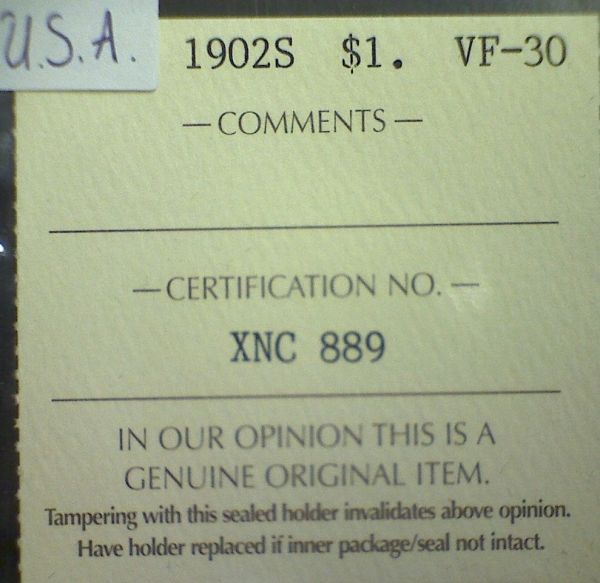 U.S.A.
1902S $1. VF-30
— COMMENTS —
— CERTIFICATION NO. —
XNC 889
IN OUR OPINION THIS IS A
GENUINE ORIGINAL ITEM.
Tampering with this sealed holder invalidates above opinion.
Have holder replaced if inner package/seal not intact.